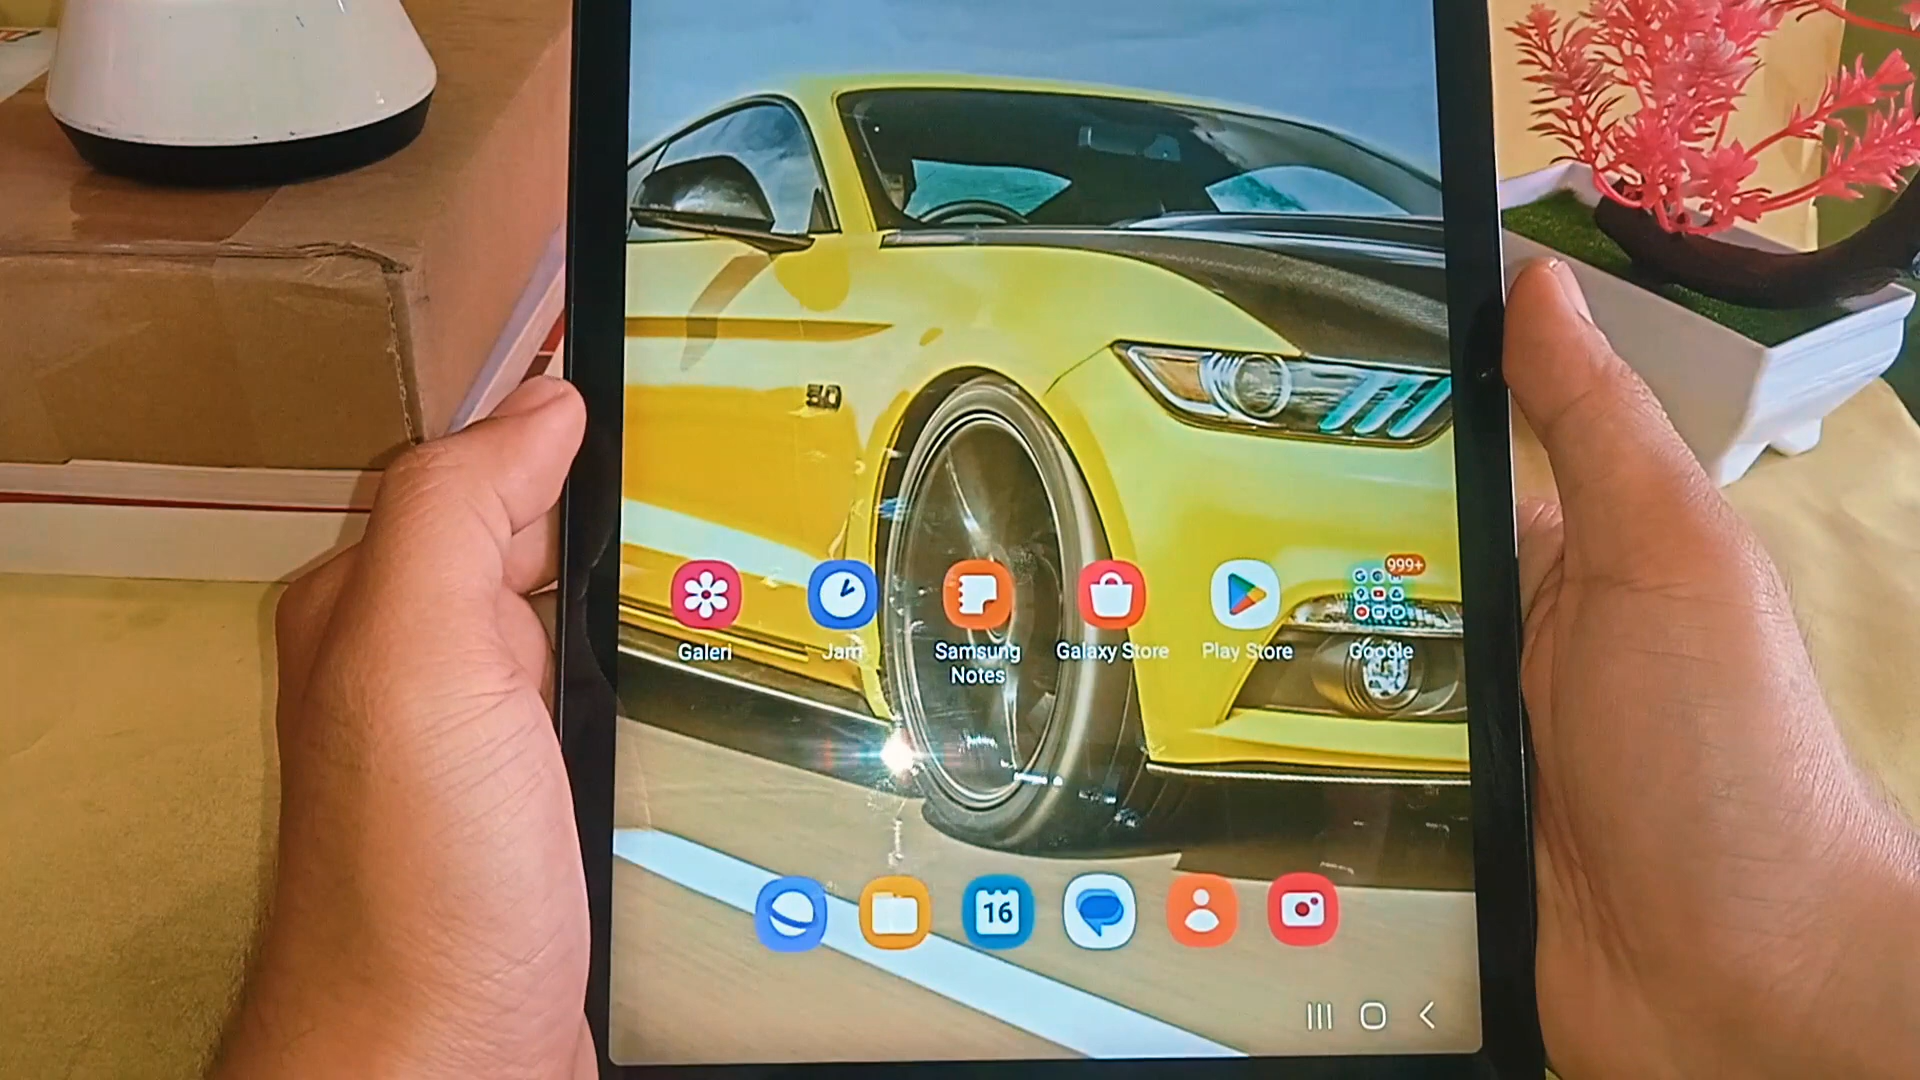 5.0
999+
Galeri
Jam
Samsung
Notes
Galaxy Store
Play Store
Google
16